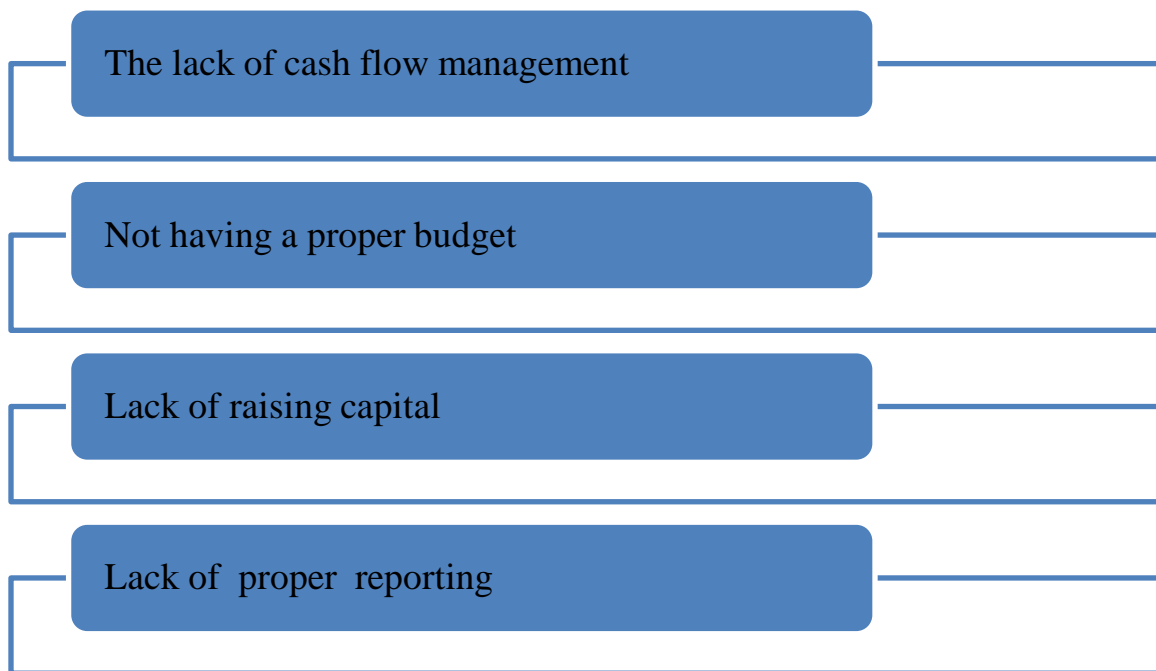 The lack of cash flow management
Not having a proper budget
Lack of raising capital
Lack of  proper  reporting